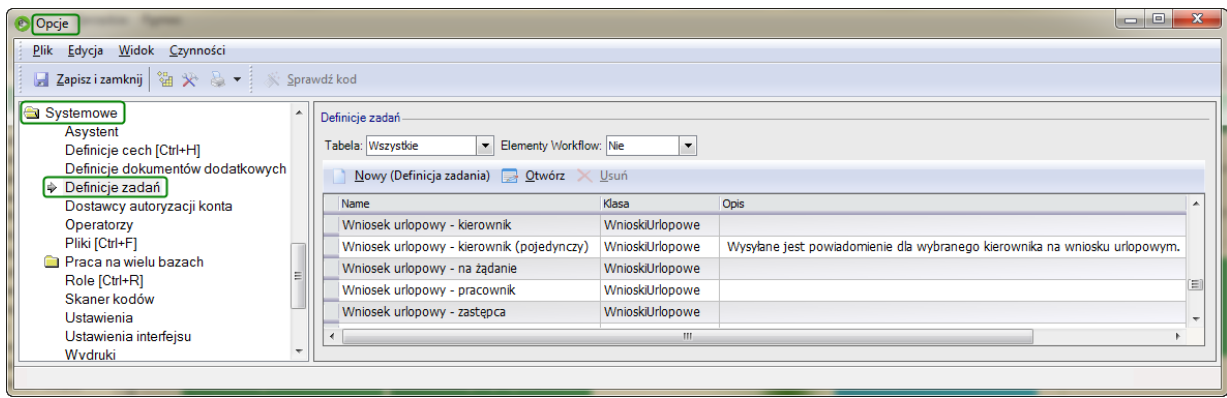 Opcje
Plik Edycja Widok Czynności
Zapisz i zamknij Sprawdź kod
Systemowe
Asystent
Definicje cech [Ctrl+H]
Definicje dokumentów dodatkowych
Definicje zadań
Dostawcy autoryzacji konta
Operatorzy
Pliki [Ctrl+F]
Praca na wielu bazach
Role [Ctrl+R]
Skaner kodów
Ustawienia
Ustawienia interfejsu
Wydruki
Definicje zadań
Tabela: Wszystkie Elementy Workflow: Nie
Nowy (Definicja zadania) Otwórz Usuń
Name Klasa Opis
Wniosek urlopowy - kierownik WnioskiUrlopowe
Wniosek urlopowy - kierownik (pojedynczy) WnioskiUrlopowe Wysyłane jest powiadomienie dla wybranego kierownika na wniosku urlopowym.
Wniosek urlopowy - na żądanie WnioskiUrlopowe
Wniosek urlopowy - pracownik WnioskiUrlopowe
Wniosek urlopowy - zastępca WnioskiUrlopowe